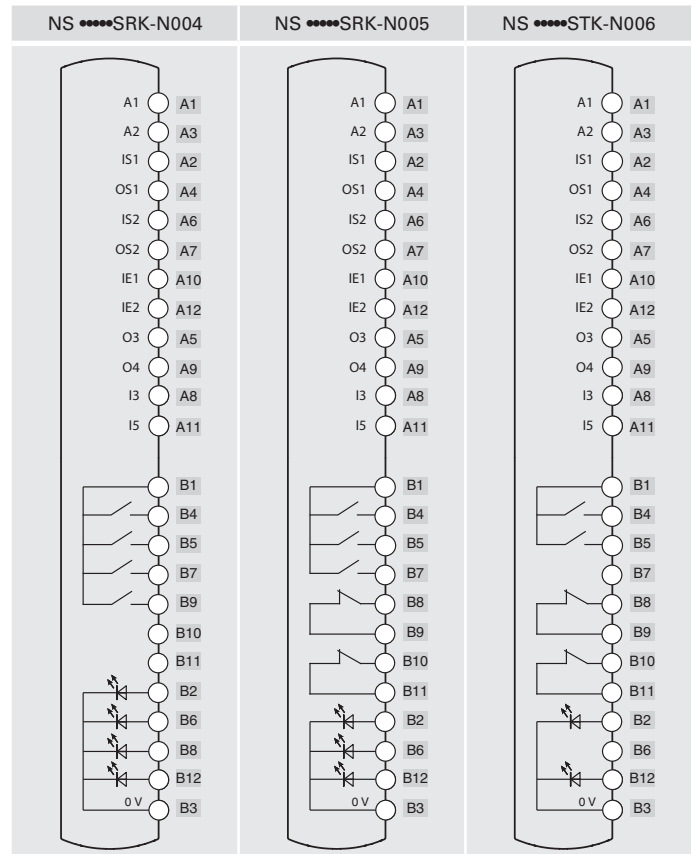 NS •••••SRK-N004 NS •••••SRK-N005 NS •••••STK-N006
A1 A1 A1 A1 A1 A1
A2 A3 A2 A3 A2 A3
IS1 A2 IS1 A2 IS1 A2
OS1 A4 OS1 A4 OS1 A4
IS2 A6 IS2 A6 IS2 A6
OS2 A7 OS2 A7 OS2 A7
IE1 A10 IE1 A10 IE1 A10
IE2 A12 IE2 A12 IE2 A12
O3 A5 O3 A5 O3 A5
O4 A9 O4 A9 O4 A9
I3 A8 I3 A8 I3 A8
I5 A11 I5 A11 I5 A11
B1 B1 B1
B4 B4 B4
B5 B5 B5
B7 B7 B7
B9 B8 B8
B10 B9 B9
B11 B10 B10
B2 B11 B11
B6 B2 B2
B8 B6 B6
B12 B12 B12
0 V B3 0 V B3 0 V B3